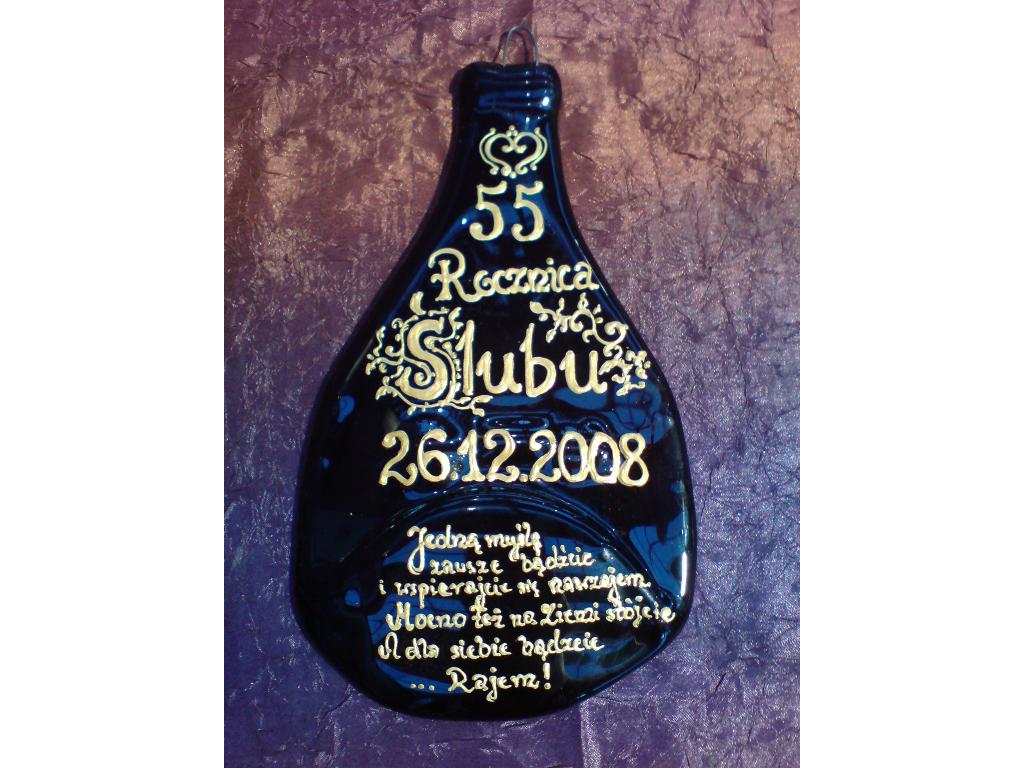 55
Rocznica
Ślubu
26.12.2008
Jedną myślą
zawsze bądźcie
i wspierajcie się nawzajem
Mocno też na Ziemi stójcie
A dla siebie bądźcie
... Rajem!